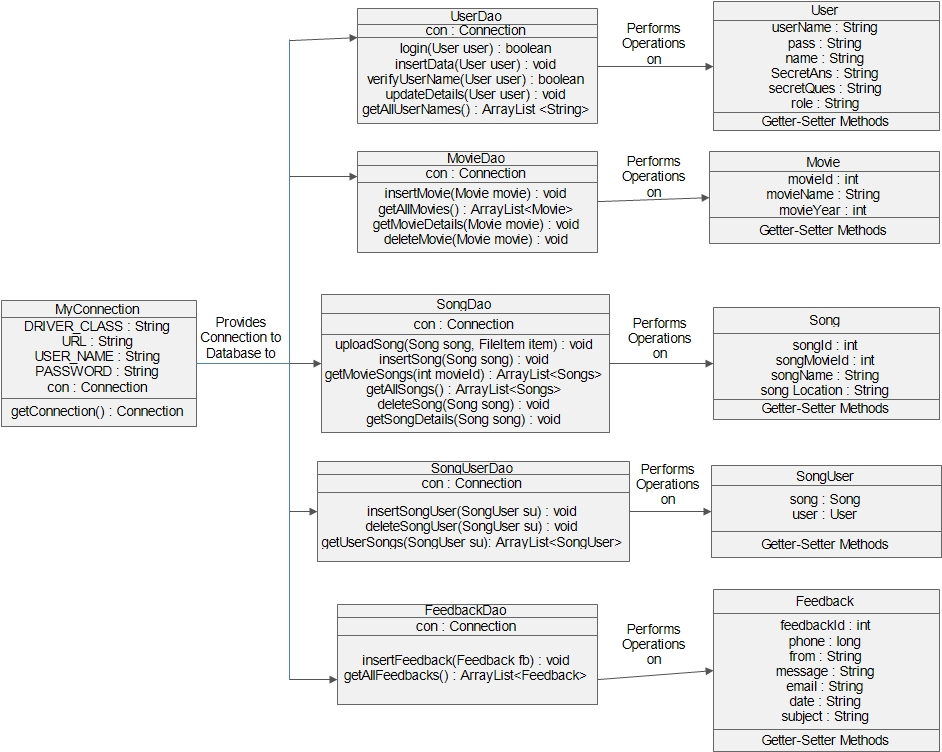 MyConnection
DRIVER_CLASS : String
URL : String
USER_NAME : String
PASSWORD : String
con : Connection
getConnection() : Connection
Provides
Connection to
Database to
UserDao
con : Connection
login(User user) : boolean
insertData(User user) : void
verifyUserName(User user) : boolean
updateDetails(User user) : void
getAllUserNames() : ArrayList <String>
Performs
Operations
on
User
userName : String
pass : String
name : String
SecretAns : String
secretQues : String
role : String
Getter-Setter Methods
MovieDao
con : Connection
insertMovie(Movie movie) : void
getAllMovies() : ArrayList<Movie>
getMovieDetails(Movie movie) : void
deleteMovie(Movie movie) : void
Performs
Operations
on
Movie
movieId : int
movieName : String
movieYear : int
Getter-Setter Methods
SongDao
con : Connection
uploadSong(Song song, FileItem item) : void
insertSong(Song song) : void
getMovieSongs(int movieId) : ArrayList<Songs>
getAllSongs() : ArrayList<Songs>
deleteSong(Song song) : void
getSongDetails(Song song) : void
Performs
Operations
on
Song
songId : int
songMovieId : int
songName : String
song Location : String
Getter-Setter Methods
SongUserDao
con : Connection
insertSongUser(SongUser su) : void
deleteSongUser(SongUser su) : void
getUserSongs(SongUser su): ArrayList<SongUser>
Performs
Operations
on
SongUser
song : Song
user : User
Getter-Setter Methods
FeedbackDao
con : Connection
insertFeedback(Feedback fb) : void
getAllFeedbacks() : ArrayList<Feedback>
Performs
Operations
on
Feedback
feedbackId : int
phone : long
from : String
message : String
email : String
date : String
subject : String
Getter-Setter Methods